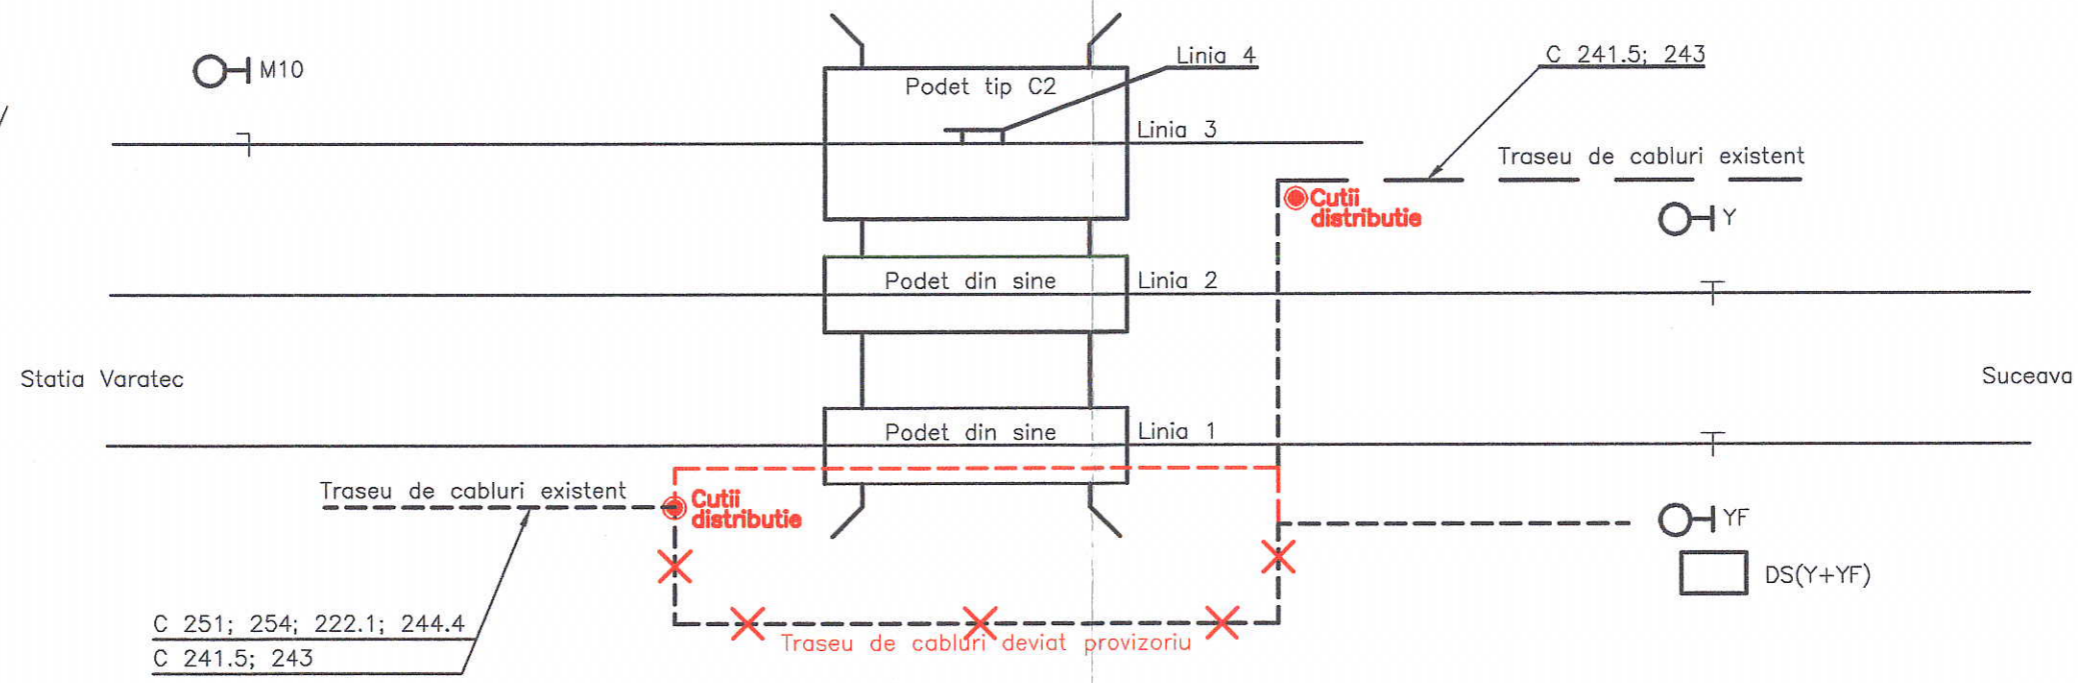 M10
Podet tip C2
Linia 4
C 241.5; 243
Linia 3
Traseu de cabluri existent
Cutii
distributie
Y
Podet din sine
Linia 2
Statia Varatec
Suceava
Podet din sine
Linia 1
Traseu de cabluri existent
Cutii
distributie
YF
DS(Y+YF)
C 251; 254; 222.1; 244.4
C 241.5; 243
Traseu de cabluri deviat provizoriu